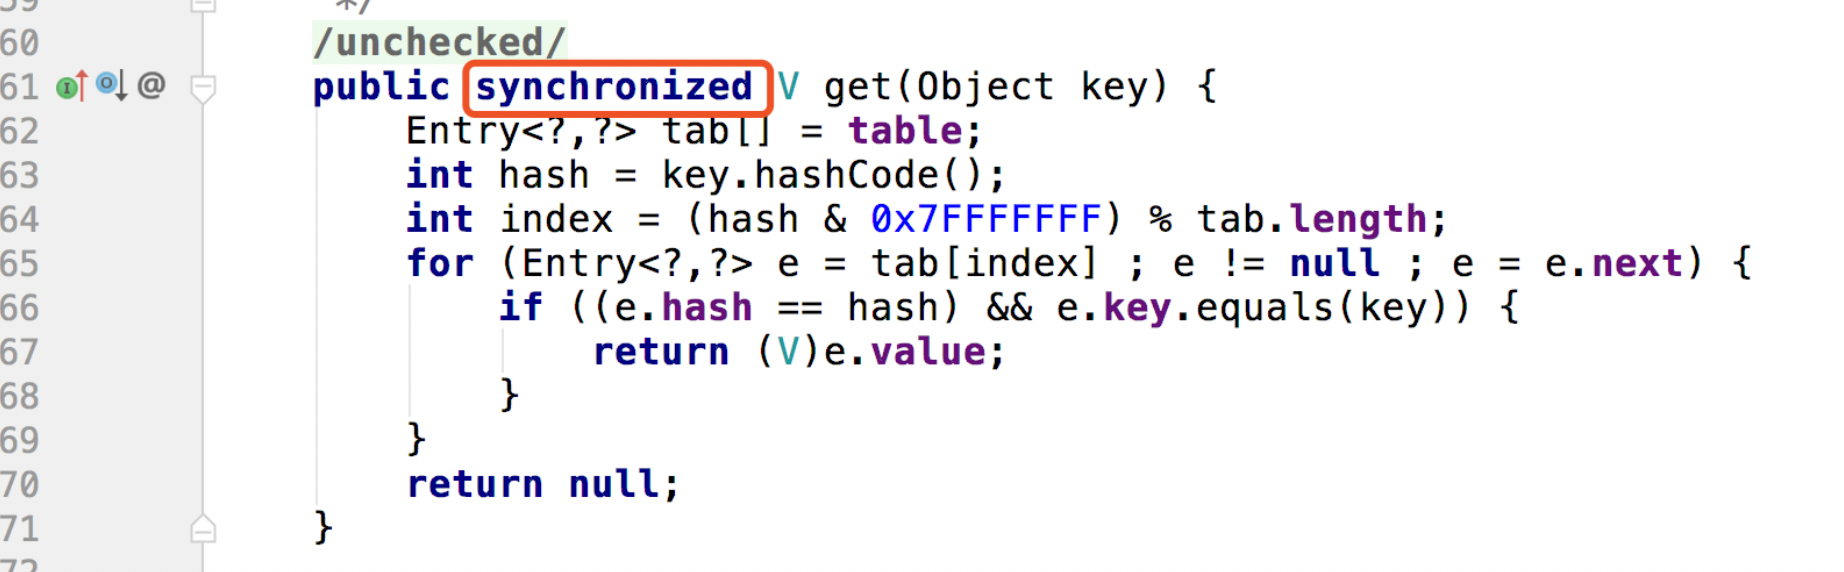 59 */
60 /unchecked/
61 I O @ public synchronized V get(Object key) {
62 Entry<?,?> tab[] = table;
63 int hash = key.hashCode();
64 int index = (hash & 0x7FFFFFFF) % tab.length;
65 for (Entry<?,?> e = tab[index] ; e != null ; e = e.next) {
66 if ((e.hash == hash) && e.key.equals(key)) {
67 return (V)e.value;
68 }
69 }
70 return null;
71 }
72